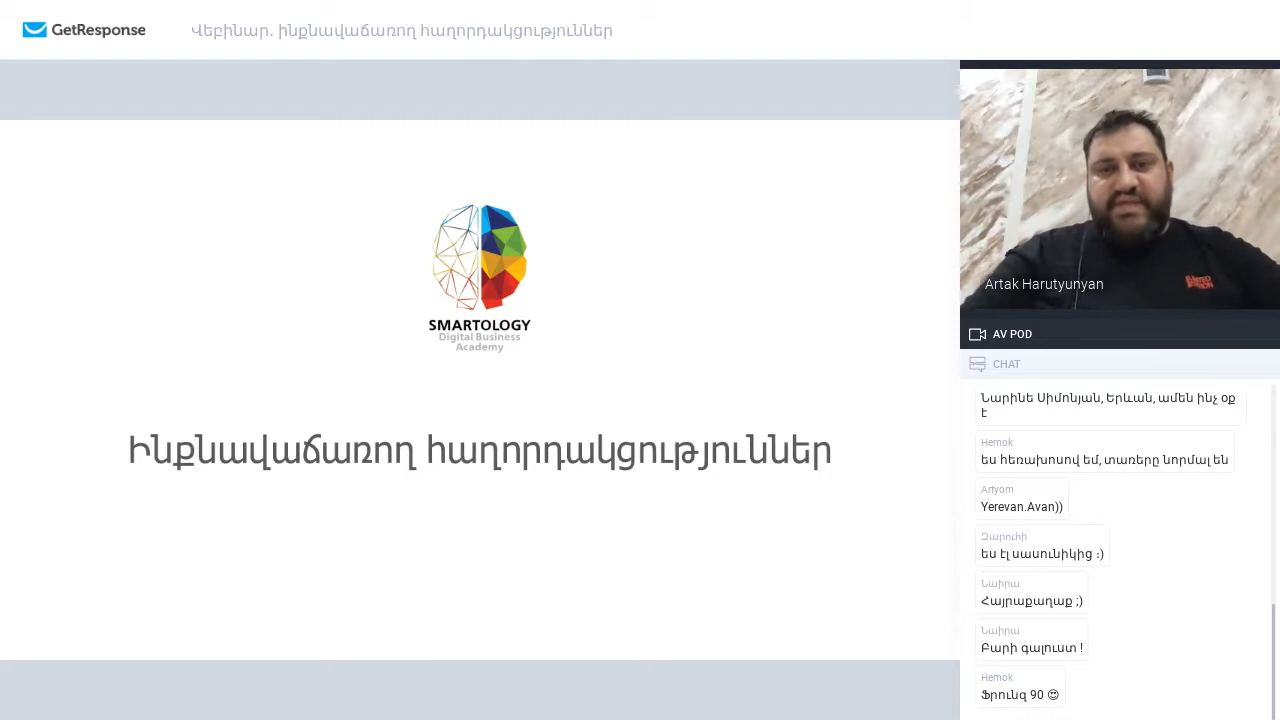 GetResponse
Վեբինար. ինքնավաճառող հաղորդակցություններ
SMARTOLOGY
Digital Business
Academy
Ինքնավաճառող հաղորդակցություններ
Artak Harutyunyan
AV POD
CHAT
Նարինե Սիմոնյան, Երևան, ամեն ինչ օք
է
Hemok
ես հեռախոսով եմ, տառերը նորմալ են
Artyom
Yerevan.Avan))
Զարուհի
ես էլ սասունիկից ։)
Նաիրա
Հայրաքաղաք ;)
Նաիրա
Բարի գալուստ !
Hemok
Ֆրունզ 90 😍